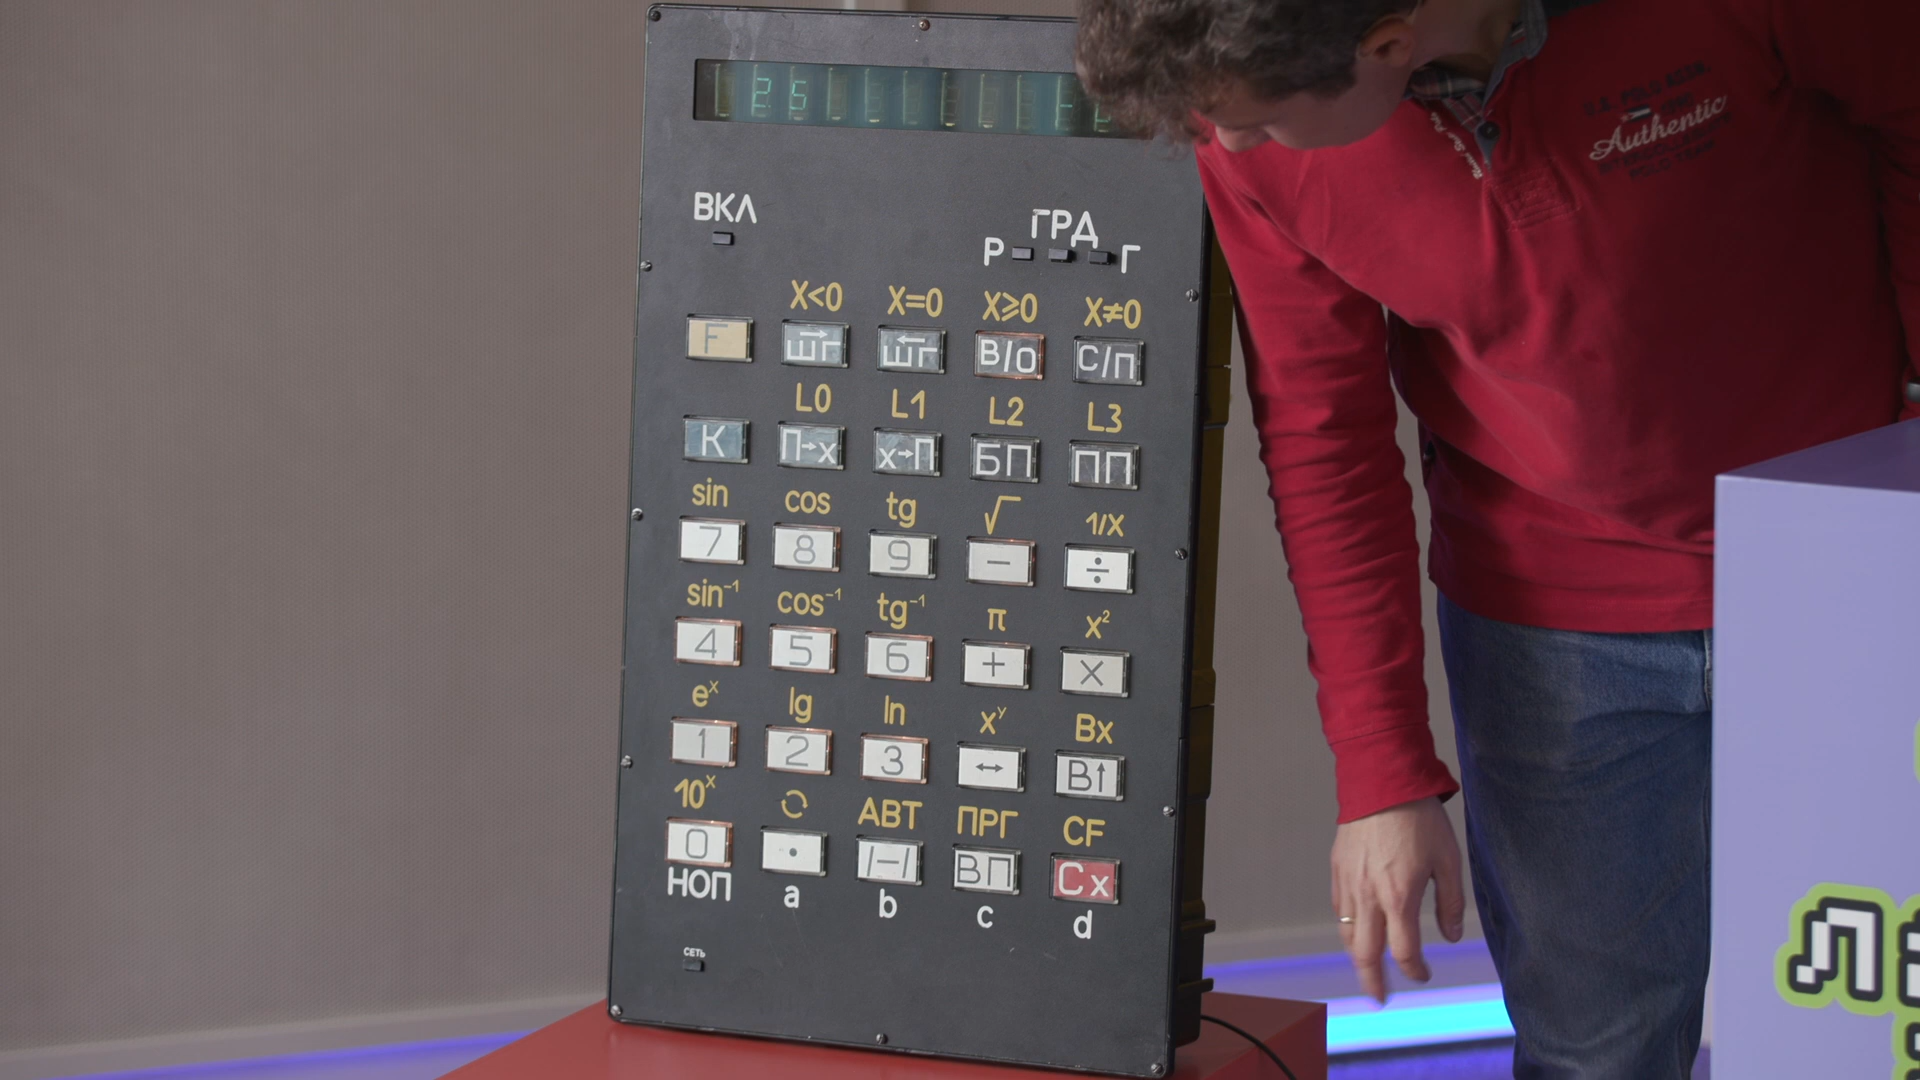 25
ВКЛ
ГРД
Р Г
X<0 X=0 X⩾0 X≠0
F ШГ→ ШГ← В/О С/П
L0 L1 L2 L3
К П→x x→П БП ПП
sin cos tg √ 1/X
7 8 9 − ÷
sin⁻¹ cos⁻¹ tg⁻¹ π x²
4 5 6 + ×
eˣ lg ln Xʸ Bx
1 2 3 ↔ В↑
10ˣ АВТ ПРГ CF
0 • /−/ ВП Cx
НОП a b c d
СЕТЬ
Authentic